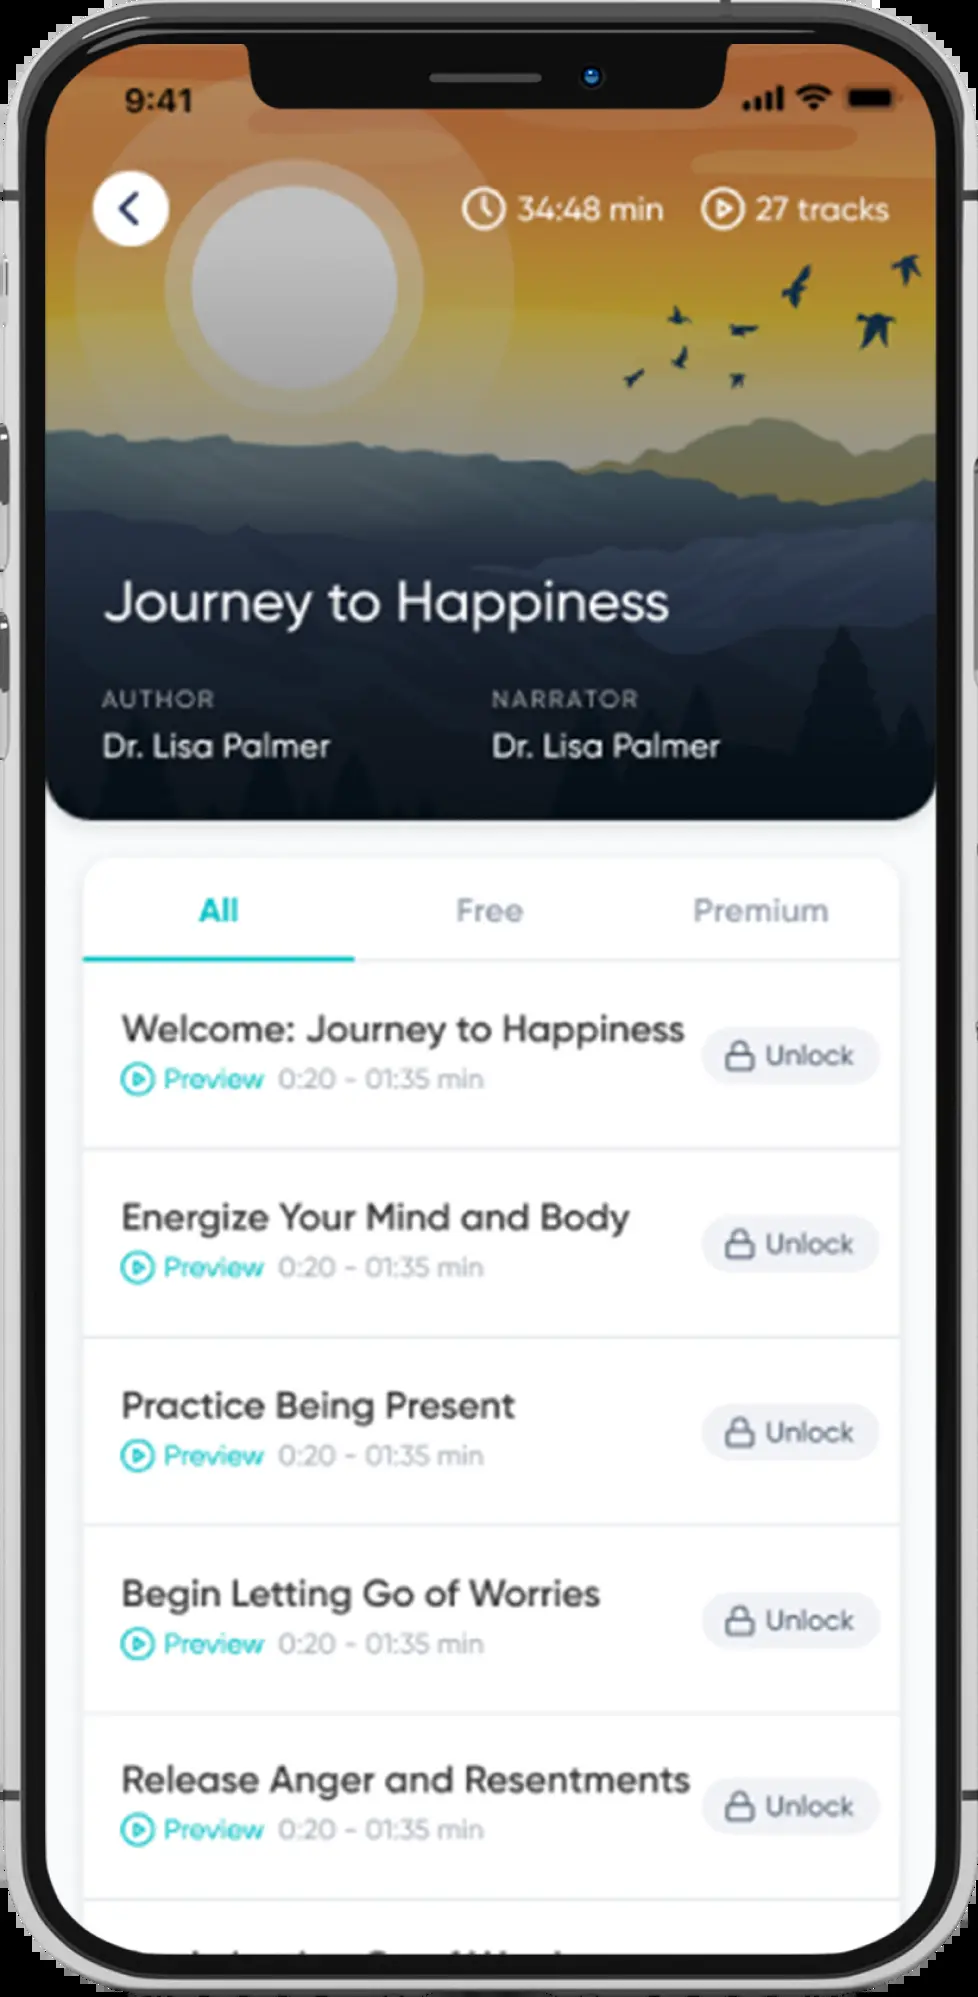 9:41
34:48 min 27 tracks
Journey to Happiness
AUTHOR NARRATOR
Dr. Lisa Palmer Dr. Lisa Palmer
All Free Premium
Welcome: Journey to Happiness
Unlock
Preview 0:20 - 01:35 min
Energize Your Mind and Body
Unlock
Preview 0:20 - 01:35 min
Practice Being Present
Unlock
Preview 0:20 - 01:35 min
Begin Letting Go of Worries
Unlock
Preview 0:20 - 01:35 min
Release Anger and Resentments
Unlock
Preview 0:20 - 01:35 min